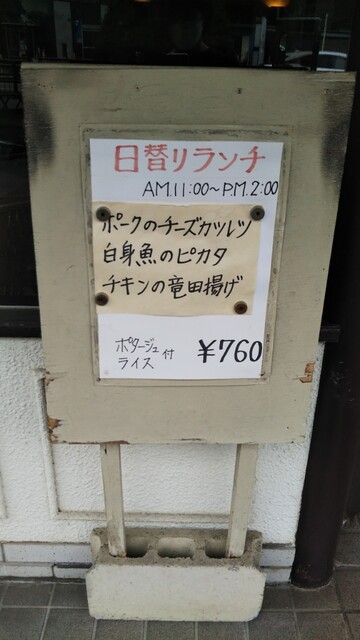 日替りランチ
A.M.11:00～P.M.2:00
ポークのチーズカツレツ
白身魚のピカタ
チキンの竜田揚げ
ポタージュ
ライス 付 ¥760